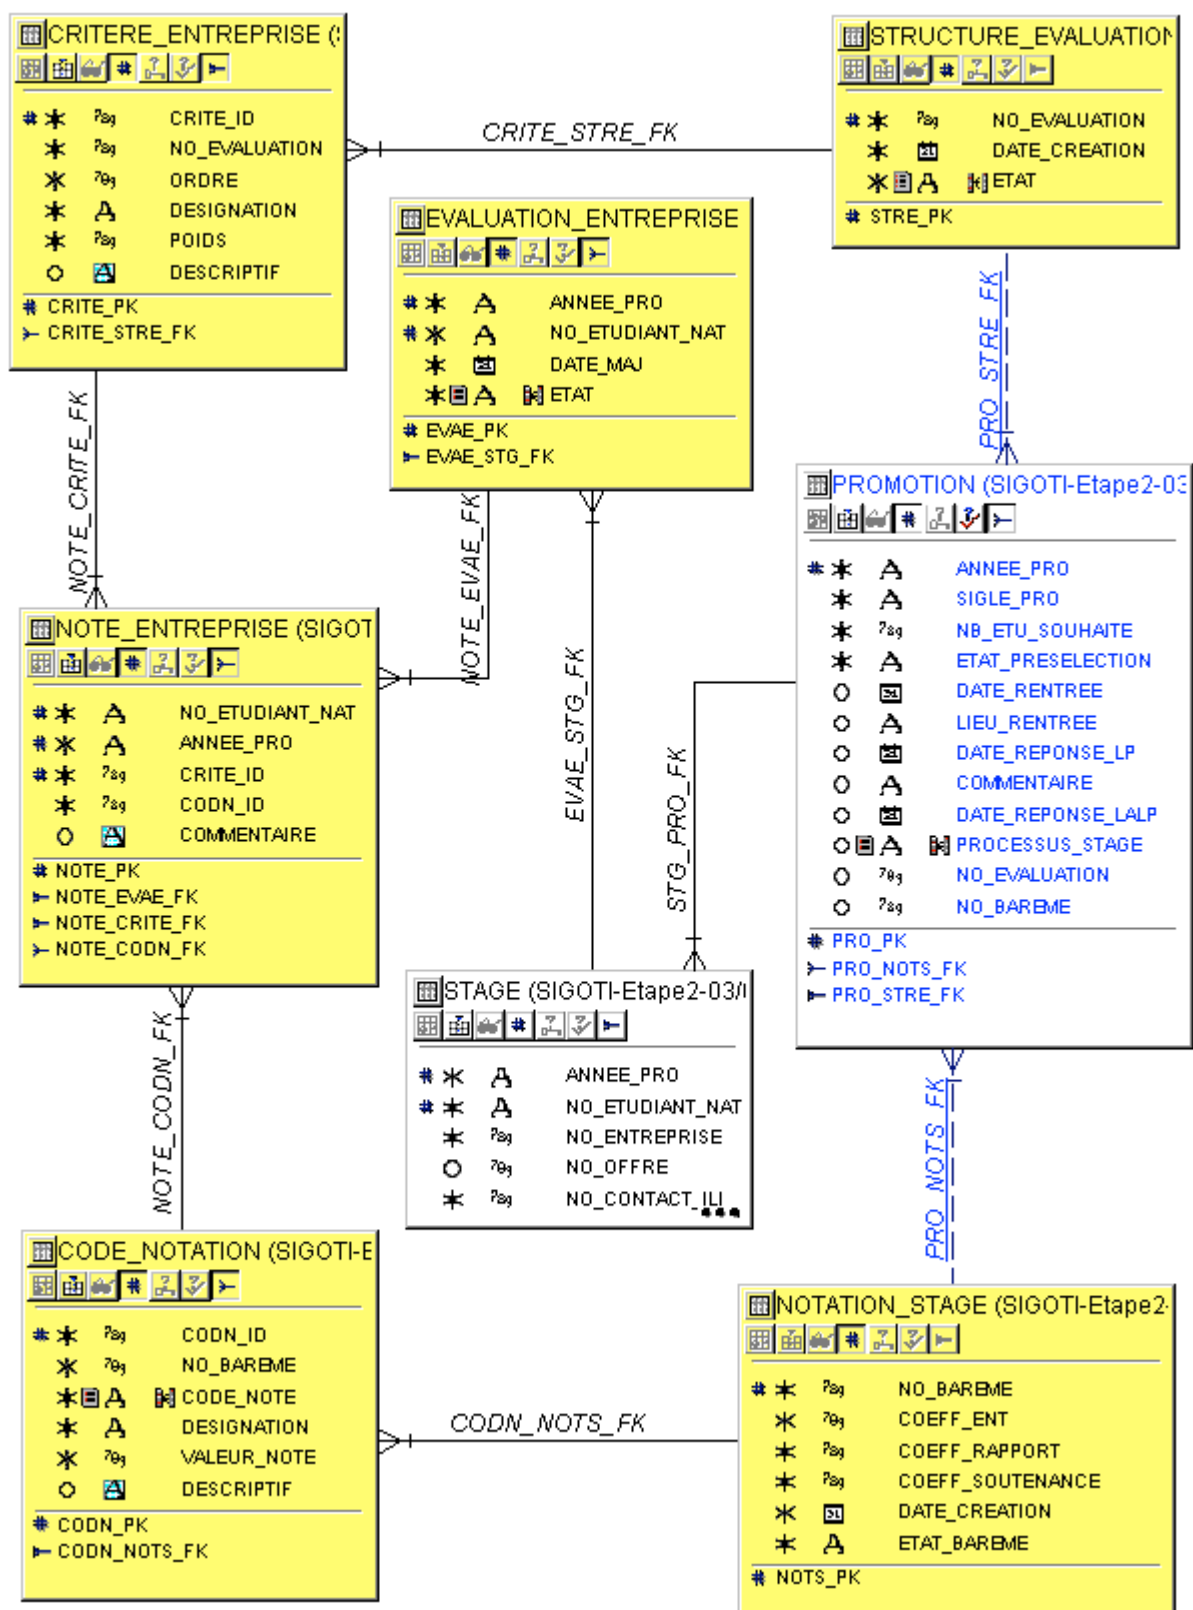 CRITERE_ENTREPRISE (S
CRITE_ID
NO_EVALUATION
ORDRE
DESIGNATION
POIDS
DESCRIPTIF
CRITE_PK
CRITE_STRE_FK
CRITE_STRE_FK
STRUCTURE_EVALUATION
NO_EVALUATION
DATE_CREATION
ETAT
STRE_PK
EVALUATION_ENTREPRISE
ANNEE_PRO
NO_ETUDIANT_NAT
DATE_MAJ
ETAT
EVAE_PK
EVAE_STG_FK
PRO_STRE_FK
NOTE_CRITE_FK
NOTE_EVAE_FK
EVAE_STG_FK
STG_PRO_FK
PROMOTION (SIGOTI-Etape2-03
ANNEE_PRO
SIGLE_PRO
NB_ETU_SOUHAITE
ETAT_PRESELECTION
DATE_RENTREE
LIEU_RENTREE
DATE_REPONSE_LP
COMMENTAIRE
DATE_REPONSE_LALP
PROCESSUS_STAGE
NO_EVALUATION
NO_BAREME
PRO_PK
PRO_NOTS_FK
PRO_STRE_FK
NOTE_ENTREPRISE (SIGOT
NO_ETUDIANT_NAT
ANNEE_PRO
CRITE_ID
CODN_ID
COMMENTAIRE
NOTE_PK
NOTE_EVAE_FK
NOTE_CRITE_FK
NOTE_CODN_FK
STAGE (SIGOTI-Etape2-03/
ANNEE_PRO
NO_ETUDIANT_NAT
NO_ENTREPRISE
NO_OFFRE
NO_CONTACT_ILI
NOTE_CODN_FK
PRO_NOTS_FK
CODE_NOTATION (SIGOTI-E
CODN_ID
NO_BAREME
CODE_NOTE
DESIGNATION
VALEUR_NOTE
DESCRIPTIF
CODN_PK
CODN_NOTS_FK
CODN_NOTS_FK
NOTATION_STAGE (SIGOTI-Etape2-
NO_BAREME
COEFF_ENT
COEFF_RAPPORT
COEFF_SOUTENANCE
DATE_CREATION
ETAT_BAREME
NOTS_PK